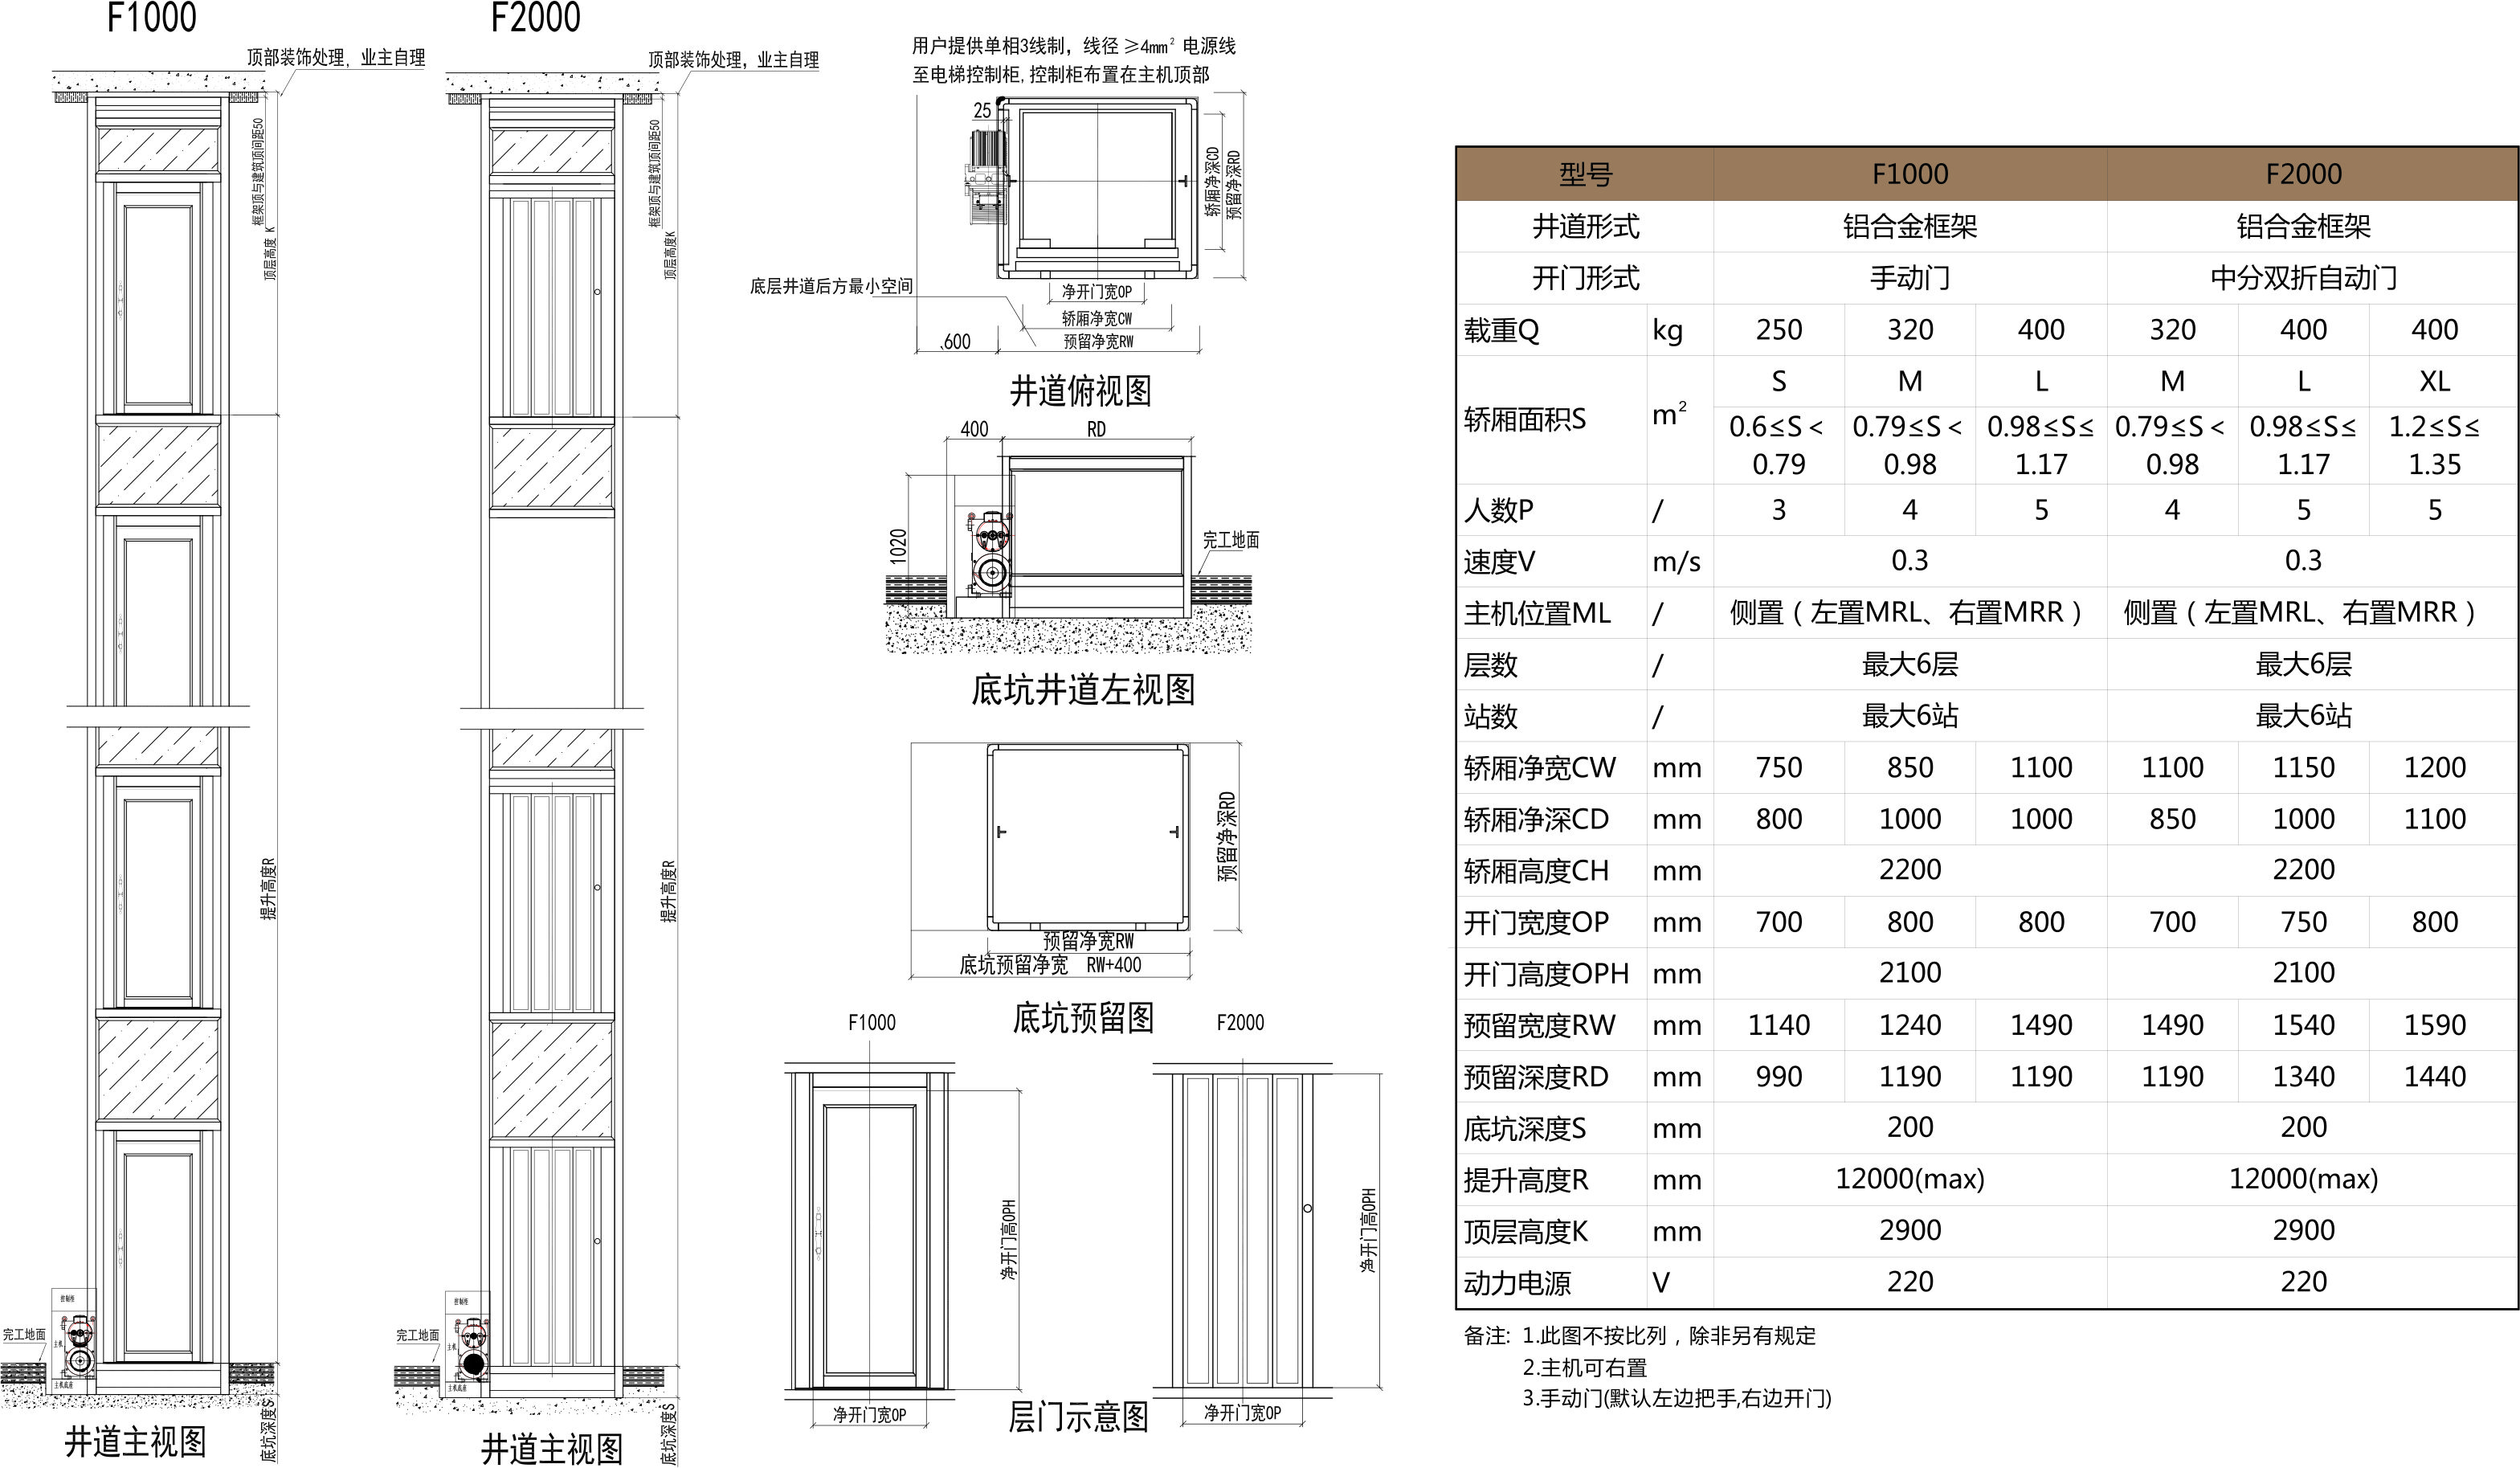 F1000
F2000
顶部装饰处理，业主自理
框架顶与建筑顶间距50
顶层高度 K
提升高度R
控制柜
主机
主机底座
完工地面
底坑深度S
井道主视图
顶部装饰处理，业主自理
框架顶与建筑顶间距50
顶层高度K
提升高度R
控制柜
主机
主机底座
完工地面
底坑深度S
井道主视图
用户提供单相3线制，线径 ≥4mm² 电源线
至电梯控制柜,控制柜布置在主机顶部
25
轿厢净深CD
预留净深RD
底层井道后方最小空间
净开门宽OP
轿厢净宽CW
600
预留净宽RW
井道俯视图
400
RD
1020
完工地面
底坑井道左视图
预留净深RD
预留净宽RW
底坑预留净宽 RW+400
底坑预留图
F1000
F2000
净开门高OPH
净开门高OPH
净开门宽OP
净开门宽OP
层门示意图
型号 F1000 F2000
井道形式 铝合金框架 铝合金框架
开门形式 手动门 中分双折自动门
载重Q kg 250 320 400 320 400 400
轿厢面积S m² S M L M L XL
0.6≤S＜ 0.79≤S＜ 0.98≤S≤ 0.79≤S＜ 0.98≤S≤ 1.2≤S≤
0.79 0.98 1.17 0.98 1.17 1.35
人数P / 3 4 5 4 5 5
速度V m/s 0.3 0.3
主机位置ML / 侧置（左置MRL、右置MRR） 侧置（左置MRL、右置MRR）
层数 / 最大6层 最大6层
站数 / 最大6站 最大6站
轿厢净宽CW mm 750 850 1100 1100 1150 1200
轿厢净深CD mm 800 1000 1000 850 1000 1100
轿厢高度CH mm 2200 2200
开门宽度OP mm 700 800 800 700 750 800
开门高度OPH mm 2100 2100
预留宽度RW mm 1140 1240 1490 1490 1540 1590
预留深度RD mm 990 1190 1190 1190 1340 1440
底坑深度S mm 200 200
提升高度R mm 12000(max) 12000(max)
顶层高度K mm 2900 2900
动力电源 V 220 220
备注: 1.此图不按比列，除非另有规定
2.主机可右置
3.手动门(默认左边把手,右边开门)